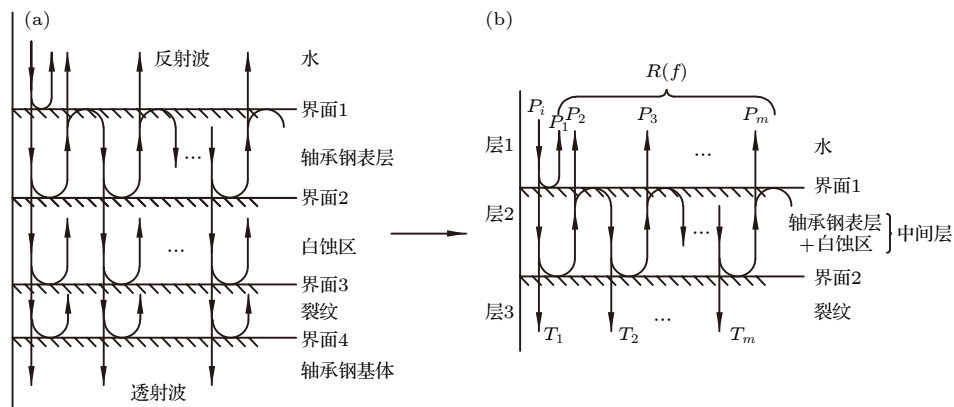 (a)
反射波
水
界面1
...
轴承钢表层
界面2
...
白蚀区
界面3
裂纹
界面4
轴承钢基体
透射波
(b)
R(f)
P_i
P_1
P_2
P_3
P_m
层1
...
水
界面1
层2
...
轴承钢表层
+白蚀区
中间层
界面2
层3
...
裂纹
T_1
T_2
T_m